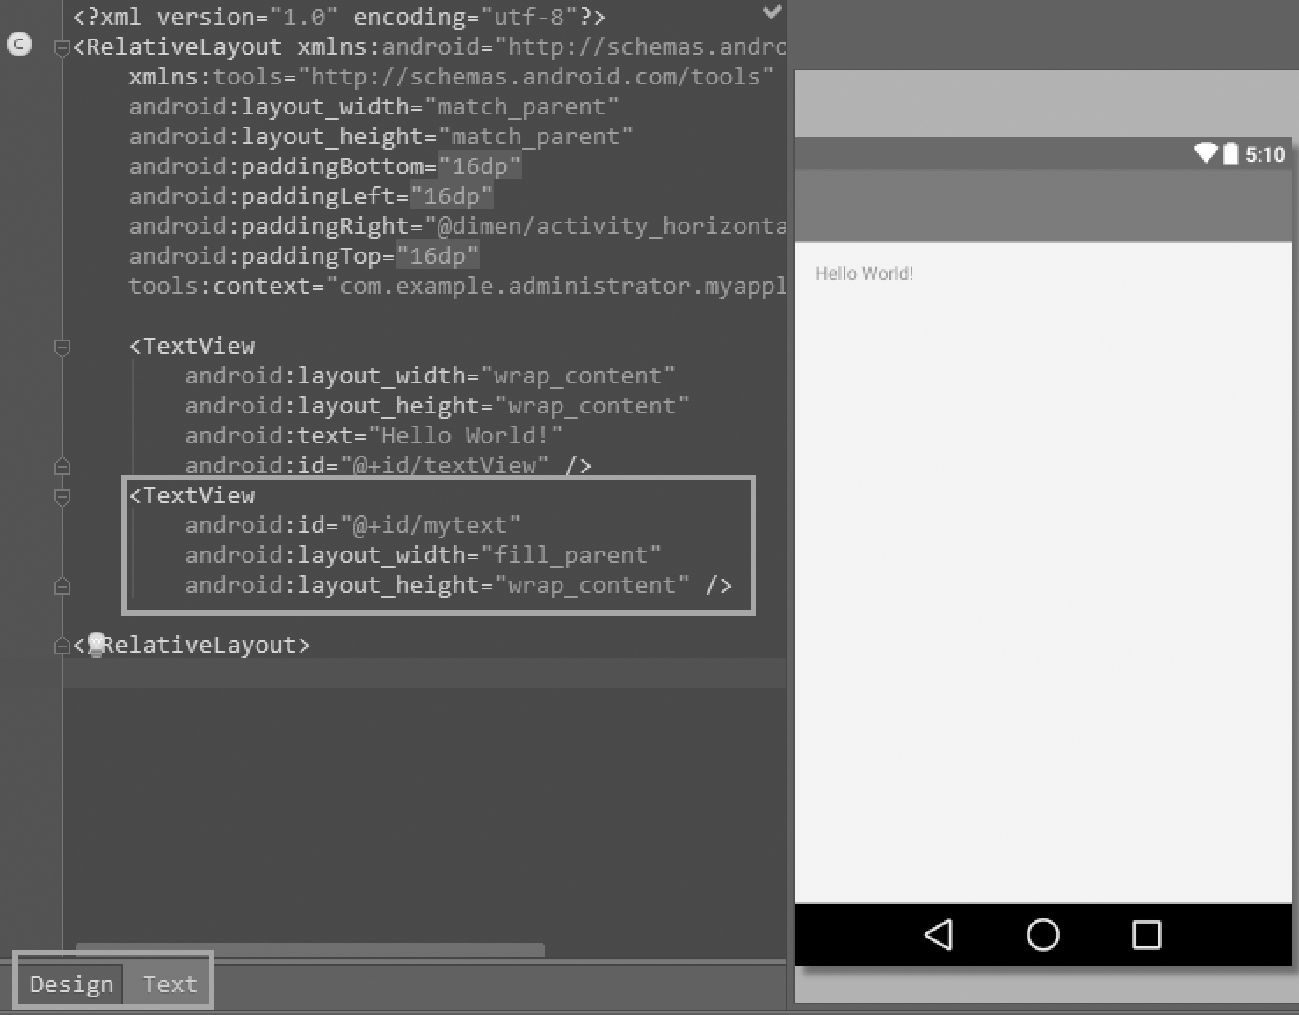 <?xml version="1.0" encoding="utf-8"?>
C
<RelativeLayout xmlns:android="http://schemas.andro
xmlns:tools="http://schemas.android.com/tools"
android:layout_width="match_parent"
android:layout_height="match_parent"
android:paddingBottom="16dp"
android:paddingLeft="16dp"
android:paddingRight="@dimen/activity_horizonta
android:paddingTop="16dp"
tools:context="com.example.administrator.myappl
<TextView
android:layout_width="wrap_content"
android:layout_height="wrap_content"
android:text="Hello World!"
android:id="@+id/textView" />
<TextView
android:id="@+id/mytext"
android:layout_width="fill_parent"
android:layout_height="wrap_content" />
</RelativeLayout>
Design Text
5:10
Hello World!